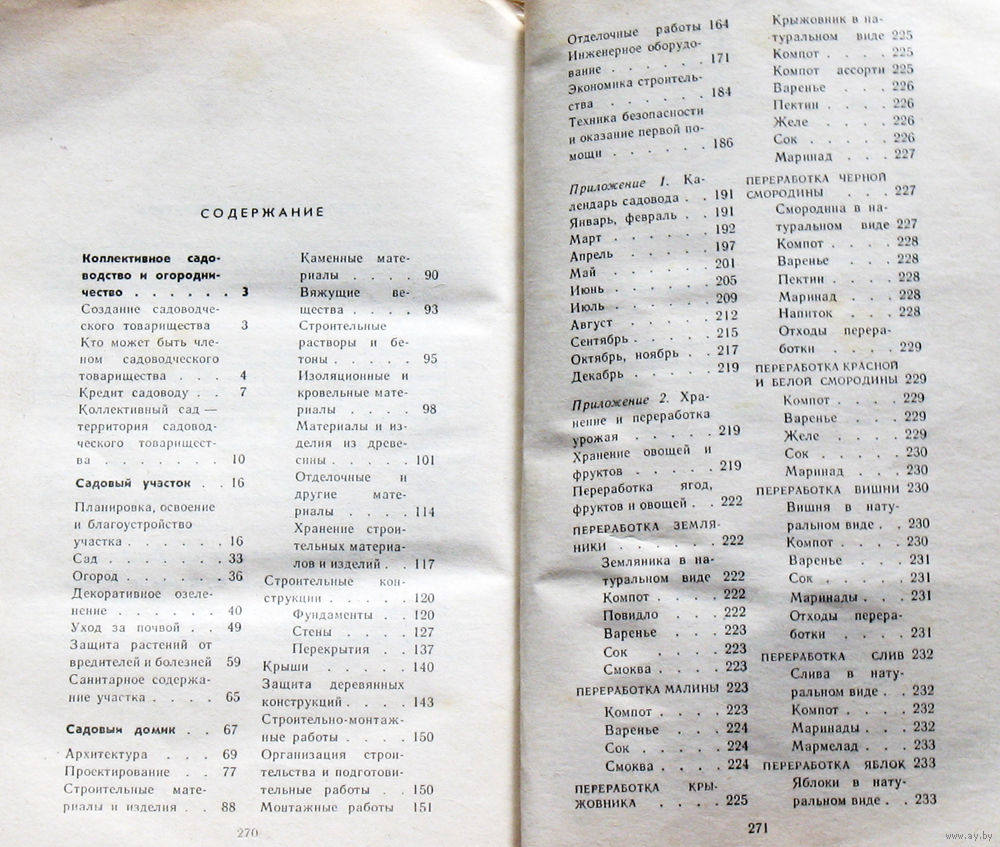 СОДЕРЖАНИЕ
Коллективное садо-
водство и огородни-
чество . . . . . . 3
Создание садоводче-
ского товарищества 3
Кто может быть чле-
ном садоводческого
товарищества . . . 4
Кредит садоводу . . 7
Коллективный сад —
территория садовод-
ческого товарищест-
ва . . . . . . . 10
Садовый участок . . 16
Планировка, освоение
и благоустройство
участка . . . . . . 16
Сад . . . . . . . 33
Огород . . . . . . 36
Декоративное озеле-
нение . . . . . . 40
Уход за почвой . . 49
Защита растений от
вредителей и болезней 59
Санитарное содержа-
ние участка . . . . 65
Садовый домик . . 67
Архитектура . . . 69
Проектирование . . 77
Строительные мате-
риалы и изделия . . 88
Каменные мате-
риалы . . . . 90
Вяжущие ве-
щества . . . . 93
Строительные
растворы и бе-
тоны . . . . . 95
Изоляционные и
кровельные мате-
риалы . . . . 98
Материалы и из-
делия из древе-
сины . . . . . 101
Отделочные и
другие мате-
риалы . . . . 114
Хранение строи-
тельных материа-
лов и изделий . . 117
Строительные кон-
струкции . . . . . 120
Фундаменты . . 120
Стены . . . . 127
Перекрытия . . 137
Крыши . . . . . 140
Защита деревянных
конструкций . . . . 143
Строительно-монтаж-
ные работы . . . . 150
Организация строи-
тельства и подготови-
тельные работы . . 150
Монтажные работы 151
270
Отделочные работы 164
Инженерное оборудо-
вание . . . . . . 171
Экономика строитель-
ства . . . . . . 184
Техника безопасности
и оказание первой по-
мощи . . . . . . 186
Приложение 1. Ка-
лендарь садовода . . 191
Январь, февраль . . 191
Март . . . . . . 192
Апрель . . . . . 197
Май . . . . . . 201
Июнь . . . . . . 205
Июль . . . . . . 209
Август . . . . . 212
Сентябрь . . . . . 215
Октябрь, ноябрь . . 217
Декабрь . . . . . 219
Приложение 2. Хра-
нение и переработка
урожая . . . . . 219
Хранение овощей и
фруктов . . . . . 219
Переработка ягод,
фруктов и овощей . . 222
ПЕРЕРАБОТКА ЗЕМЛЯ-
НИКИ . . . . . . . 222
Земляника в на-
туральном виде 222
Компот . . . . 222
Повидло . . . 222
Варенье . . . 223
Сок . . . . . 223
Смоква . . . . 223
ПЕРЕРАБОТКА МАЛИНЫ 223
Компот . . . . 223
Варенье . . . . 224
Сок . . . . . 224
Смоква . . . . 224
ПЕРЕРАБОТКА КРЫ-
ЖОВНИКА . . . . 225
Крыжовник в на-
туральном виде 225
Компот . . . . 225
Компот ассорти 225
Варенье . . . 226
Пектин . . . . 226
Желе . . . . 226
Сок . . . . . 226
Маринад . . . 227
ПЕРЕРАБОТКА ЧЕРНОЙ
СМОРОДИНЫ . . . 227
Смородина в на-
туральном виде 227
Компот . . . . 228
Варенье . . . 228
Пектин . . . . 228
Маринад . . . 228
Напиток . . . 228
Отходы перера-
ботки . . . . 229
ПЕРЕРАБОТКА КРАСНОЙ
И БЕЛОЙ СМОРОДИНЫ 229
Компот . . . . 229
Варенье . . . 229
Желе . . . . 229
Сок . . . . . 230
Маринад . . . 230
ПЕРЕРАБОТКА ВИШНИ 230
Вишня в нату-
ральном виде . . 230
Компот . . . . 230
Варенье . . . 231
Сок . . . . . 231
Маринады . . . 231
Отходы перера-
ботки . . . . 231
ПЕРЕРАБОТКА СЛИВ 232
Слива в нату-
ральном виде . . 232
Компот . . . . 232
Маринады . . . 232
Мармелад . . . 233
ПЕРЕРАБОТКА ЯБЛОК 233
Яблоки в нату-
ральном виде . . 233
271
www.ay.by